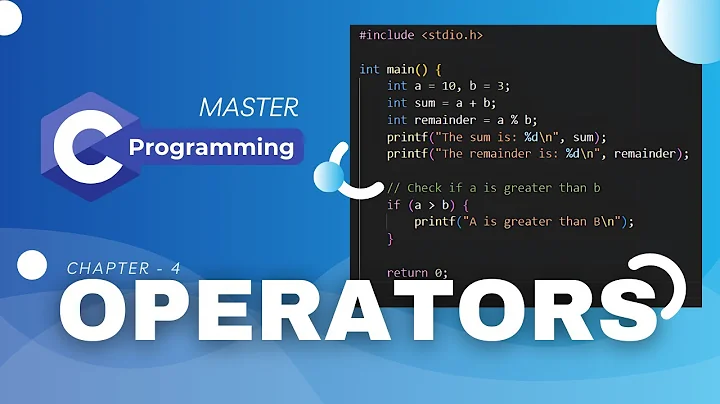 MASTER
C
Programming
CHAPTER - 4
OPERATORS
#include <stdio.h>
int main() {
int a = 10, b = 3;
int sum = a + b;
int remainder = a % b;
printf("The sum is: %d\n", sum);
printf("The remainder is: %d\n", remainder);
// Check if a is greater than b
if (a > b) {
printf("A is greater than B\n");
}
return 0;